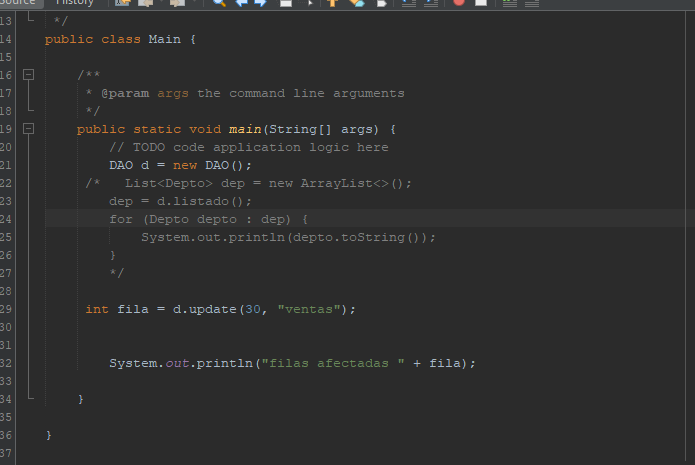 Source History
13 */
14 public class Main {
15
16 /**
17 * @param args the command line arguments
18 */
19 public static void main(String[] args) {
20 // TODO code application logic here
21 DAO d = new DAO();
22 /* List<Depto> dep = new ArrayList<>();
23 dep = d.listado();
24 for (Depto depto : dep) {
25 System.out.println(depto.toString());
26 }
27 */
28
29 int fila = d.update(30, "ventas");
30
31
32 System.out.println("filas afectadas " + fila);
33
34 }
35
36 }
37